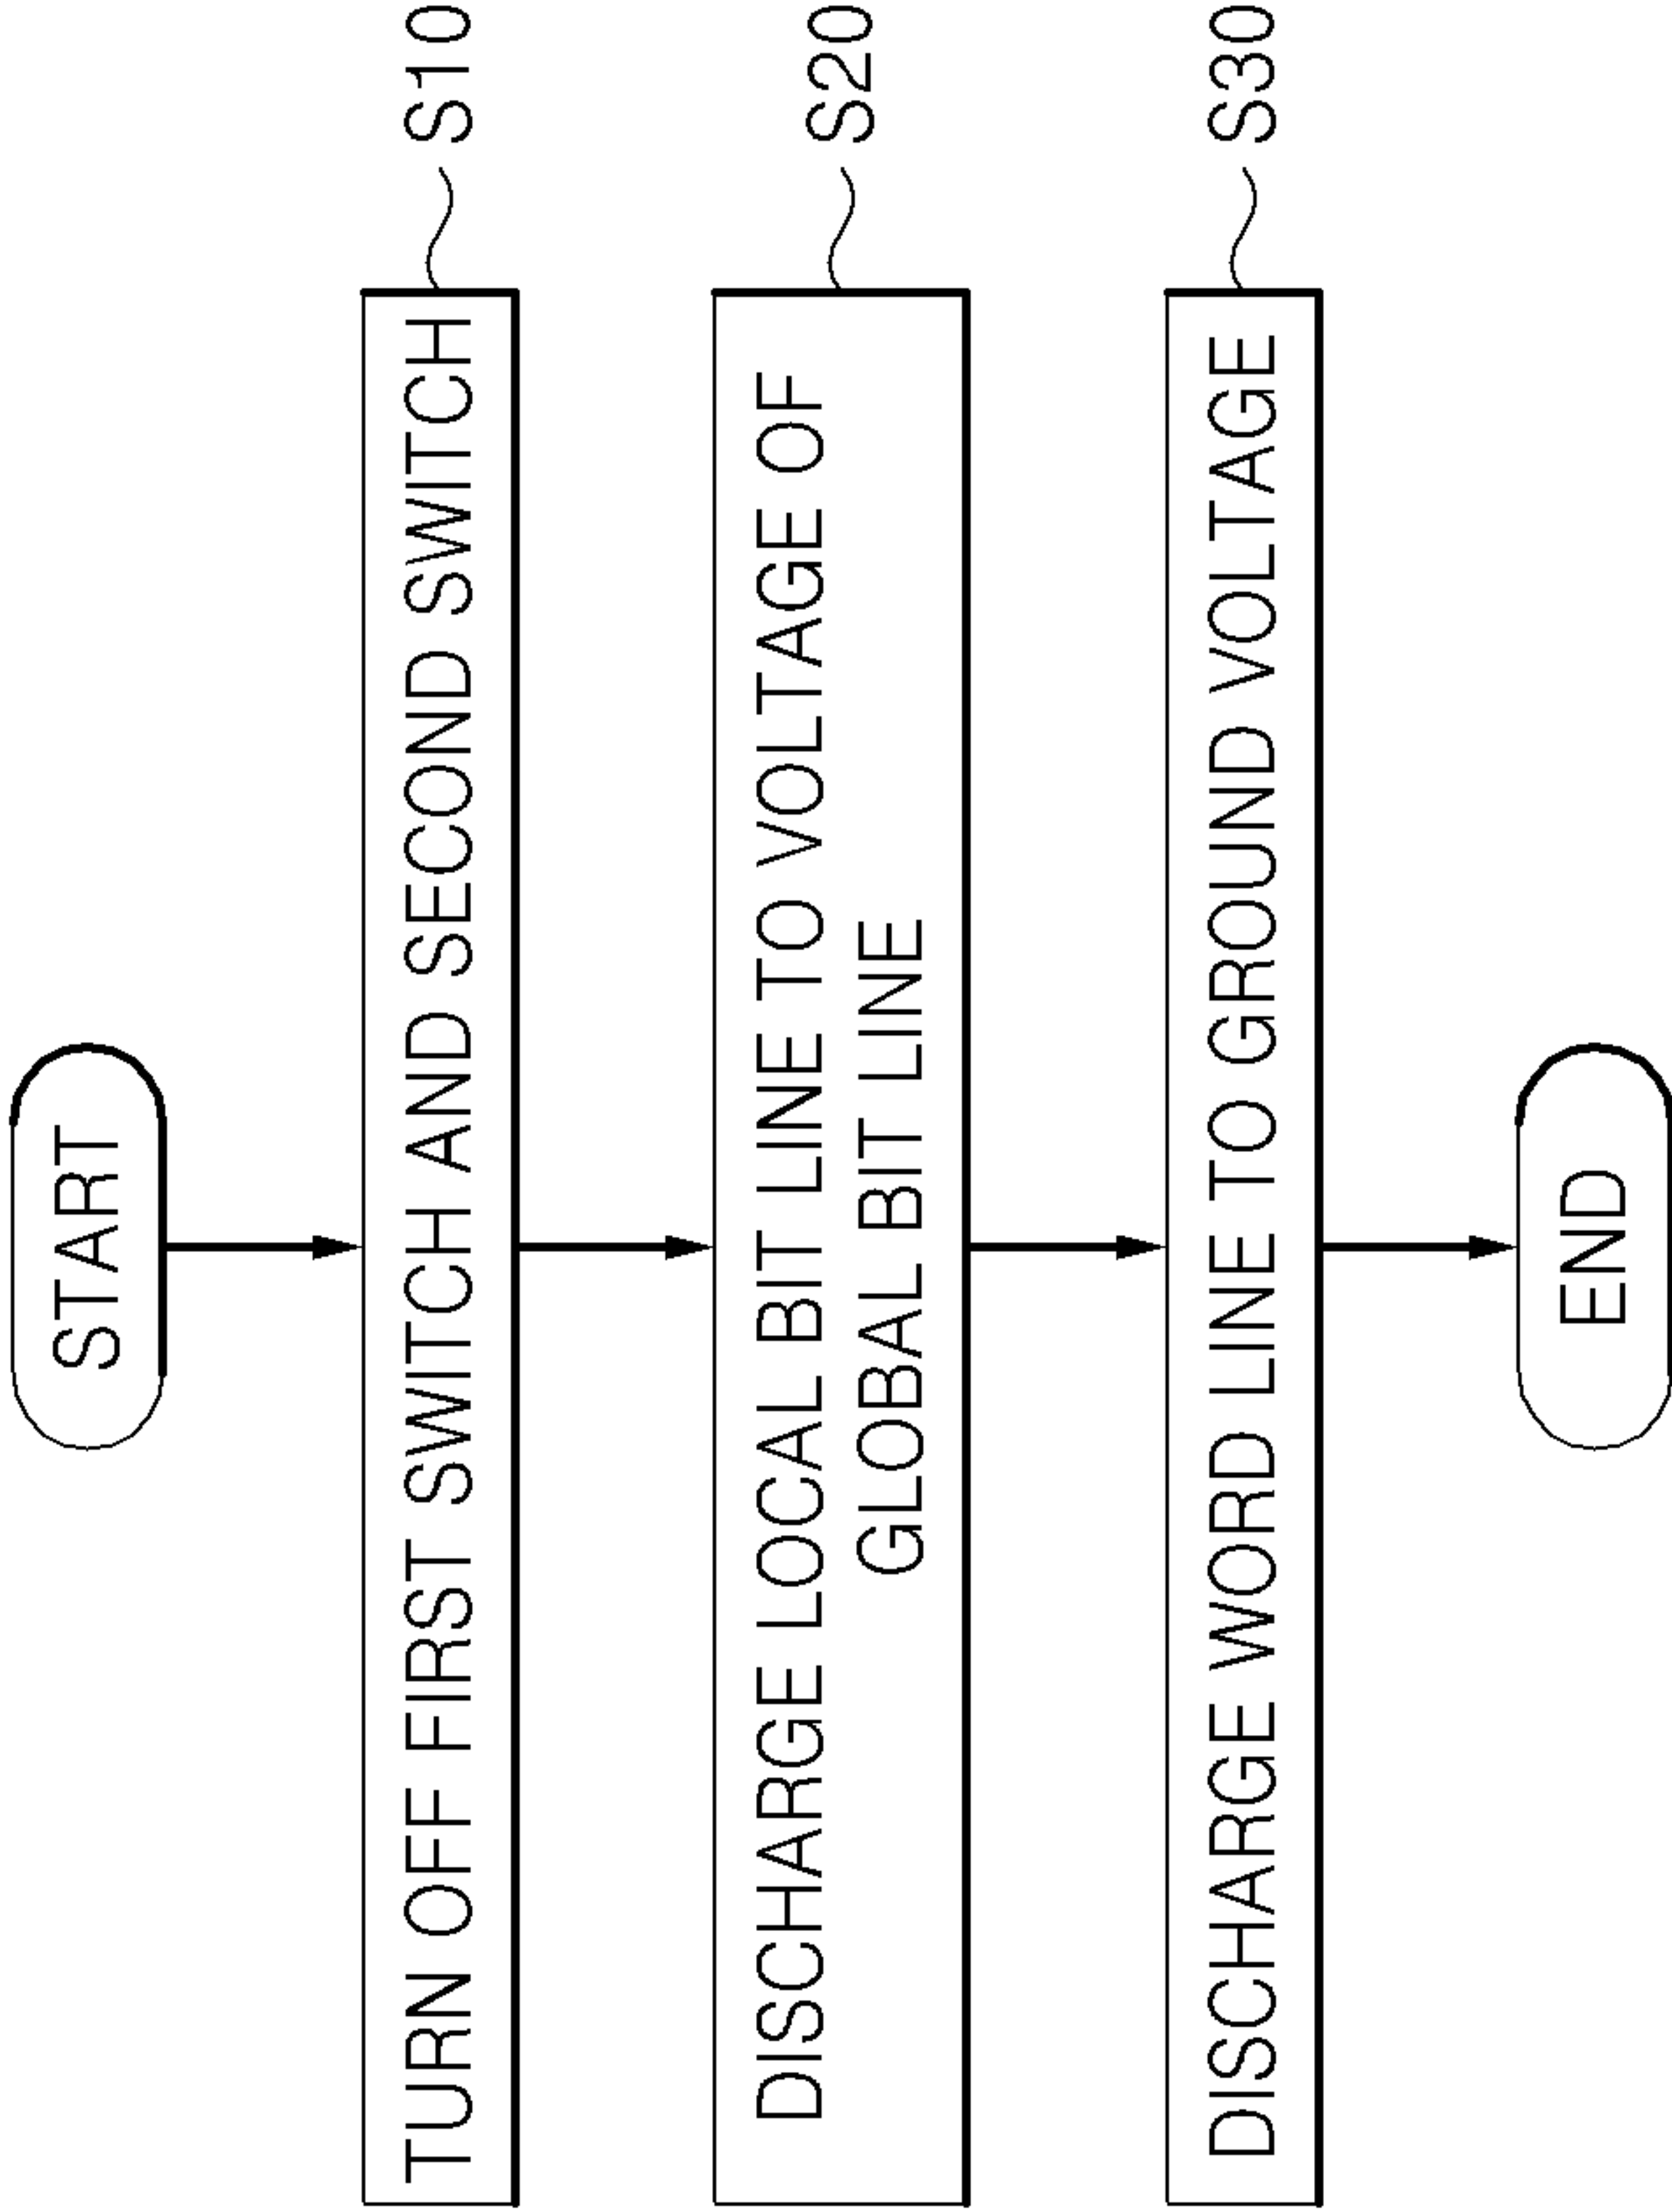 START
TURN OFF FIRST SWITCH AND SECOND SWITCH
S10
DISCHARGE LOCAL BIT LINE TO VOLTAGE OF
GLOBAL BIT LINE
S20
DISCHARGE WORD LINE TO GROUND VOLTAGE
S30
END